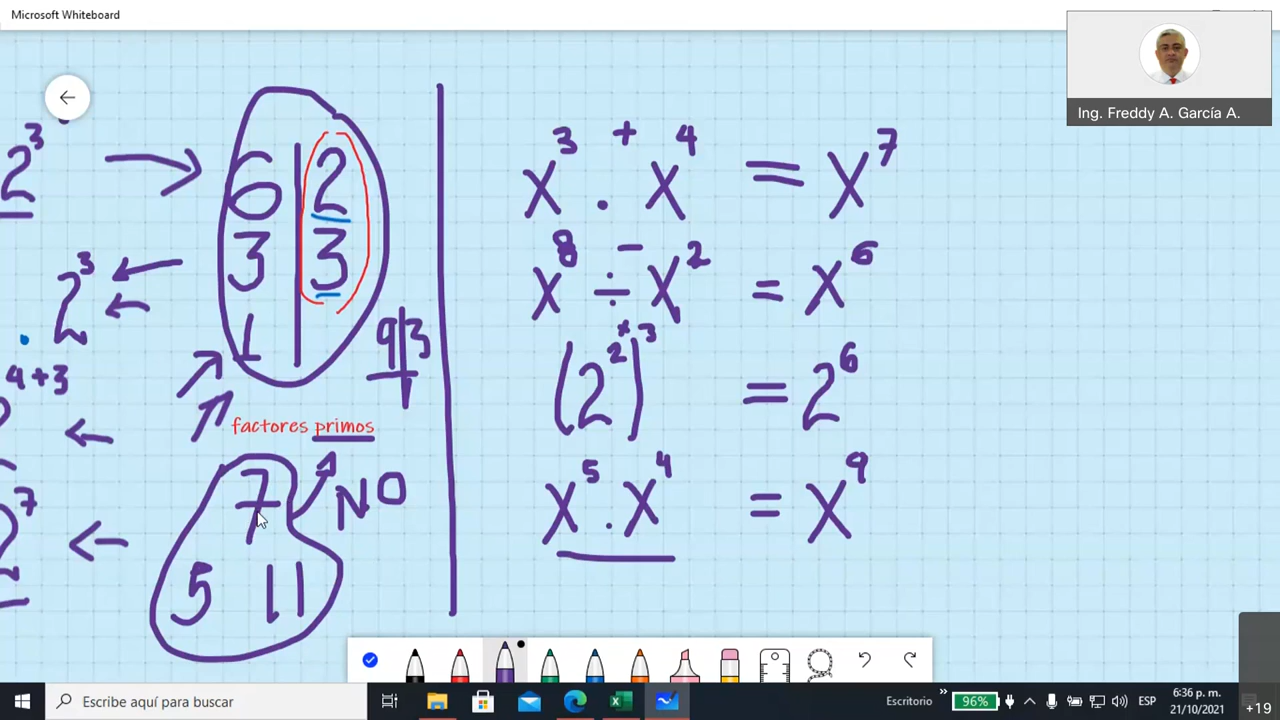 Microsoft Whiteboard
Ing. Freddy A. García A.
2³ →
6 | 2
3 | 3
1 |
2³ ←
9 | 3
4+3
factores primos
7 NO
5 11
7 ←
x³ · + x⁴ = x⁷
x⁸ ÷ − x² = x⁶
(2²)ˣ³ = 2⁶
x⁵ · x⁴ = x⁹
Escribe aquí para buscar
Escritorio
96%
ESP
6:36 p. m.
21/10/2021
+19